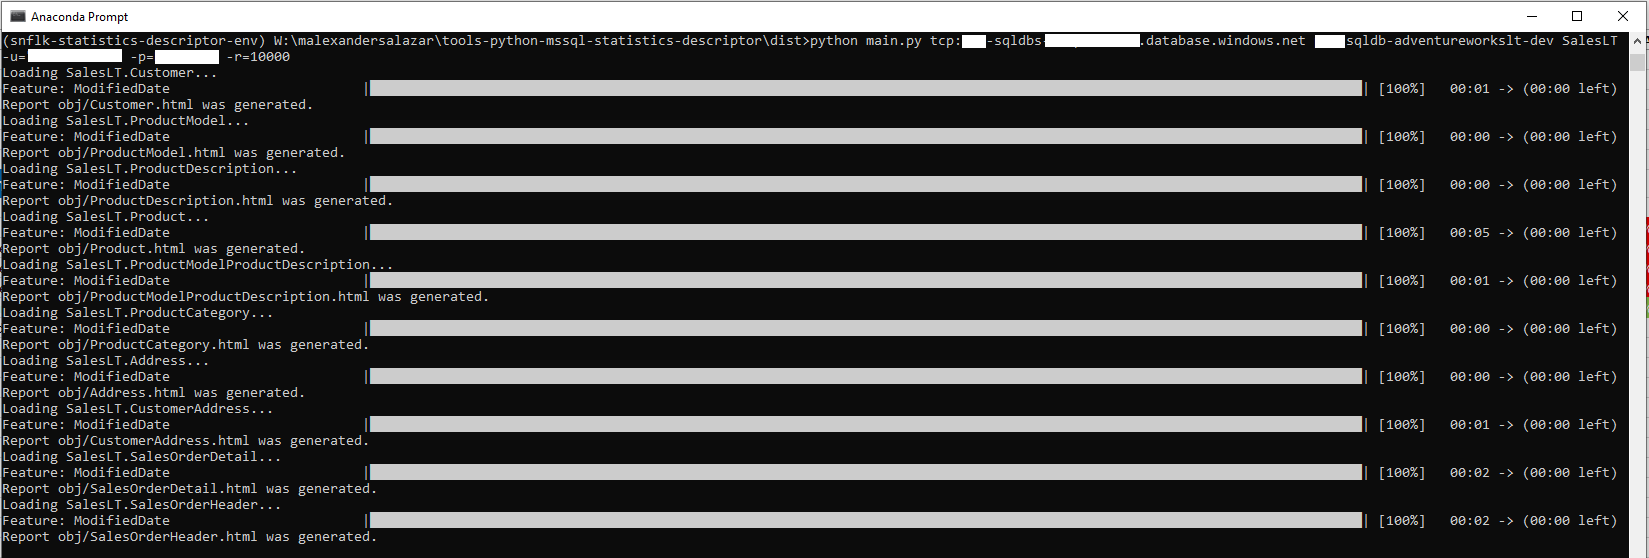 Anaconda Prompt
(snflk-statistics-descriptor-env) W:\malexandersalazar\tools-python-mssql-statistics-descriptor\dist>python main.py tcp: -sqldbs- .database.windows.net sqldb-adventureworkslt-dev SalesLT
-u= -p= -r=10000
Loading SalesLT.Customer...
Feature: ModifiedDate | | [100%] 00:01 -> (00:00 left)
Report obj/Customer.html was generated.
Loading SalesLT.ProductModel...
Feature: ModifiedDate | | [100%] 00:00 -> (00:00 left)
Report obj/ProductModel.html was generated.
Loading SalesLT.ProductDescription...
Feature: ModifiedDate | | [100%] 00:00 -> (00:00 left)
Report obj/ProductDescription.html was generated.
Loading SalesLT.Product...
Feature: ModifiedDate | | [100%] 00:05 -> (00:00 left)
Report obj/Product.html was generated.
Loading SalesLT.ProductModelProductDescription...
Feature: ModifiedDate | | [100%] 00:01 -> (00:00 left)
Report obj/ProductModelProductDescription.html was generated.
Loading SalesLT.ProductCategory...
Feature: ModifiedDate | | [100%] 00:00 -> (00:00 left)
Report obj/ProductCategory.html was generated.
Loading SalesLT.Address...
Feature: ModifiedDate | | [100%] 00:00 -> (00:00 left)
Report obj/Address.html was generated.
Loading SalesLT.CustomerAddress...
Feature: ModifiedDate | | [100%] 00:01 -> (00:00 left)
Report obj/CustomerAddress.html was generated.
Loading SalesLT.SalesOrderDetail...
Feature: ModifiedDate | | [100%] 00:02 -> (00:00 left)
Report obj/SalesOrderDetail.html was generated.
Loading SalesLT.SalesOrderHeader...
Feature: ModifiedDate | | [100%] 00:02 -> (00:00 left)
Report obj/SalesOrderHeader.html was generated.